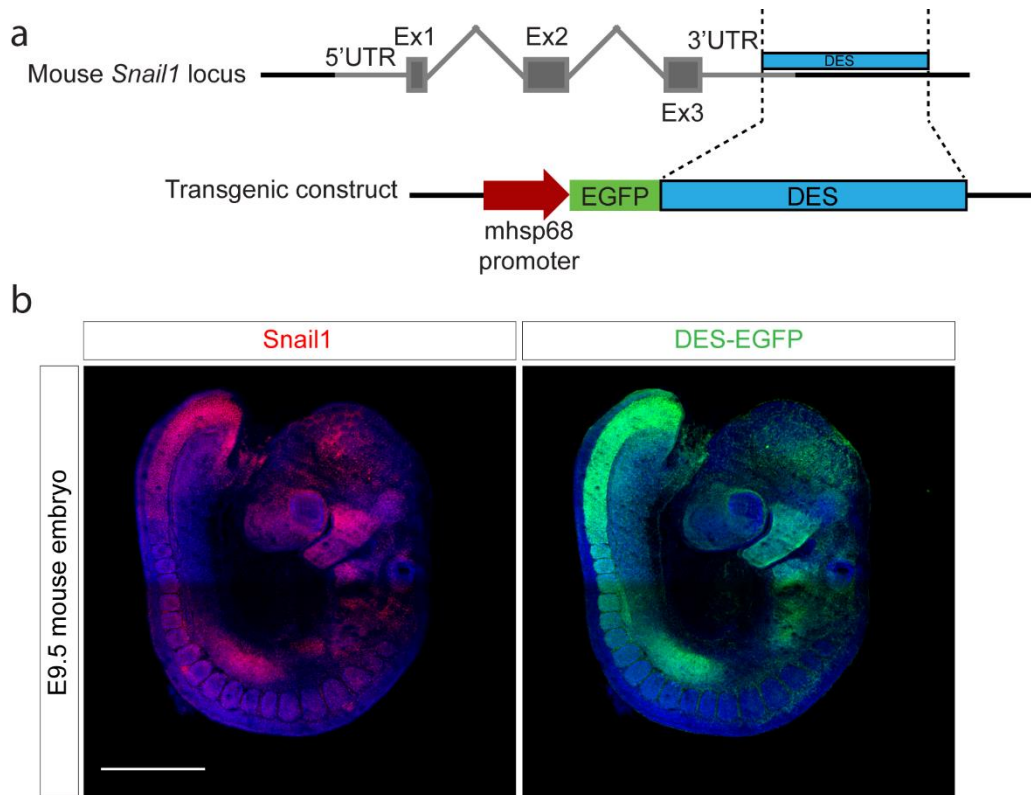 a
Mouse Snail1 locus
5'UTR
Ex1
Ex2
3'UTR
DES
Ex3
Transgenic construct
EGFP
DES
mhsp68
promoter
b
Snail1
DES-EGFP
E9.5 mouse embryo